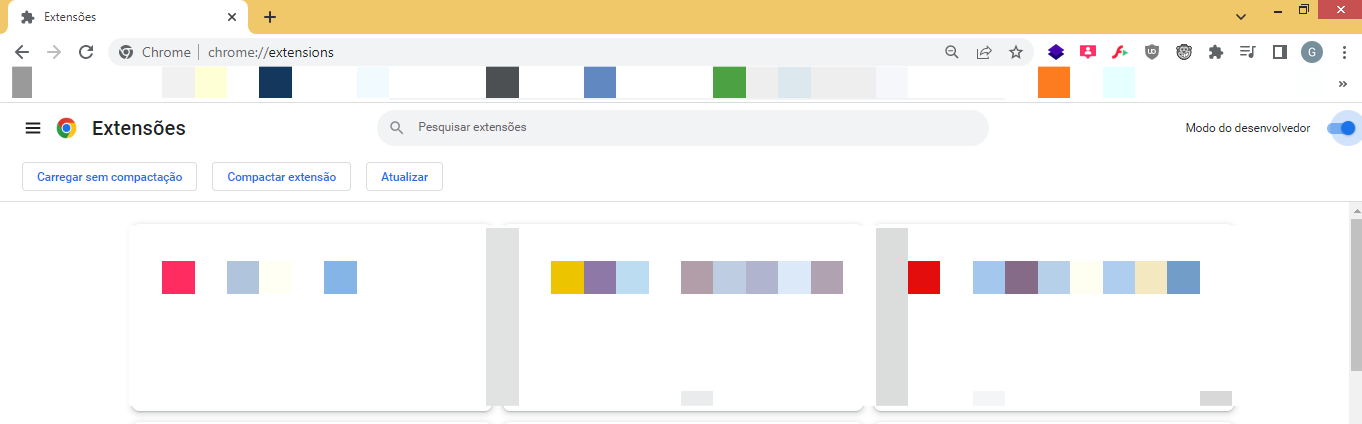 Extensões
Chrome chrome://extensions
G
Extensões
Pesquisar extensões
Modo do desenvolvedor
Carregar sem compactação
Compactar extensão
Atualizar